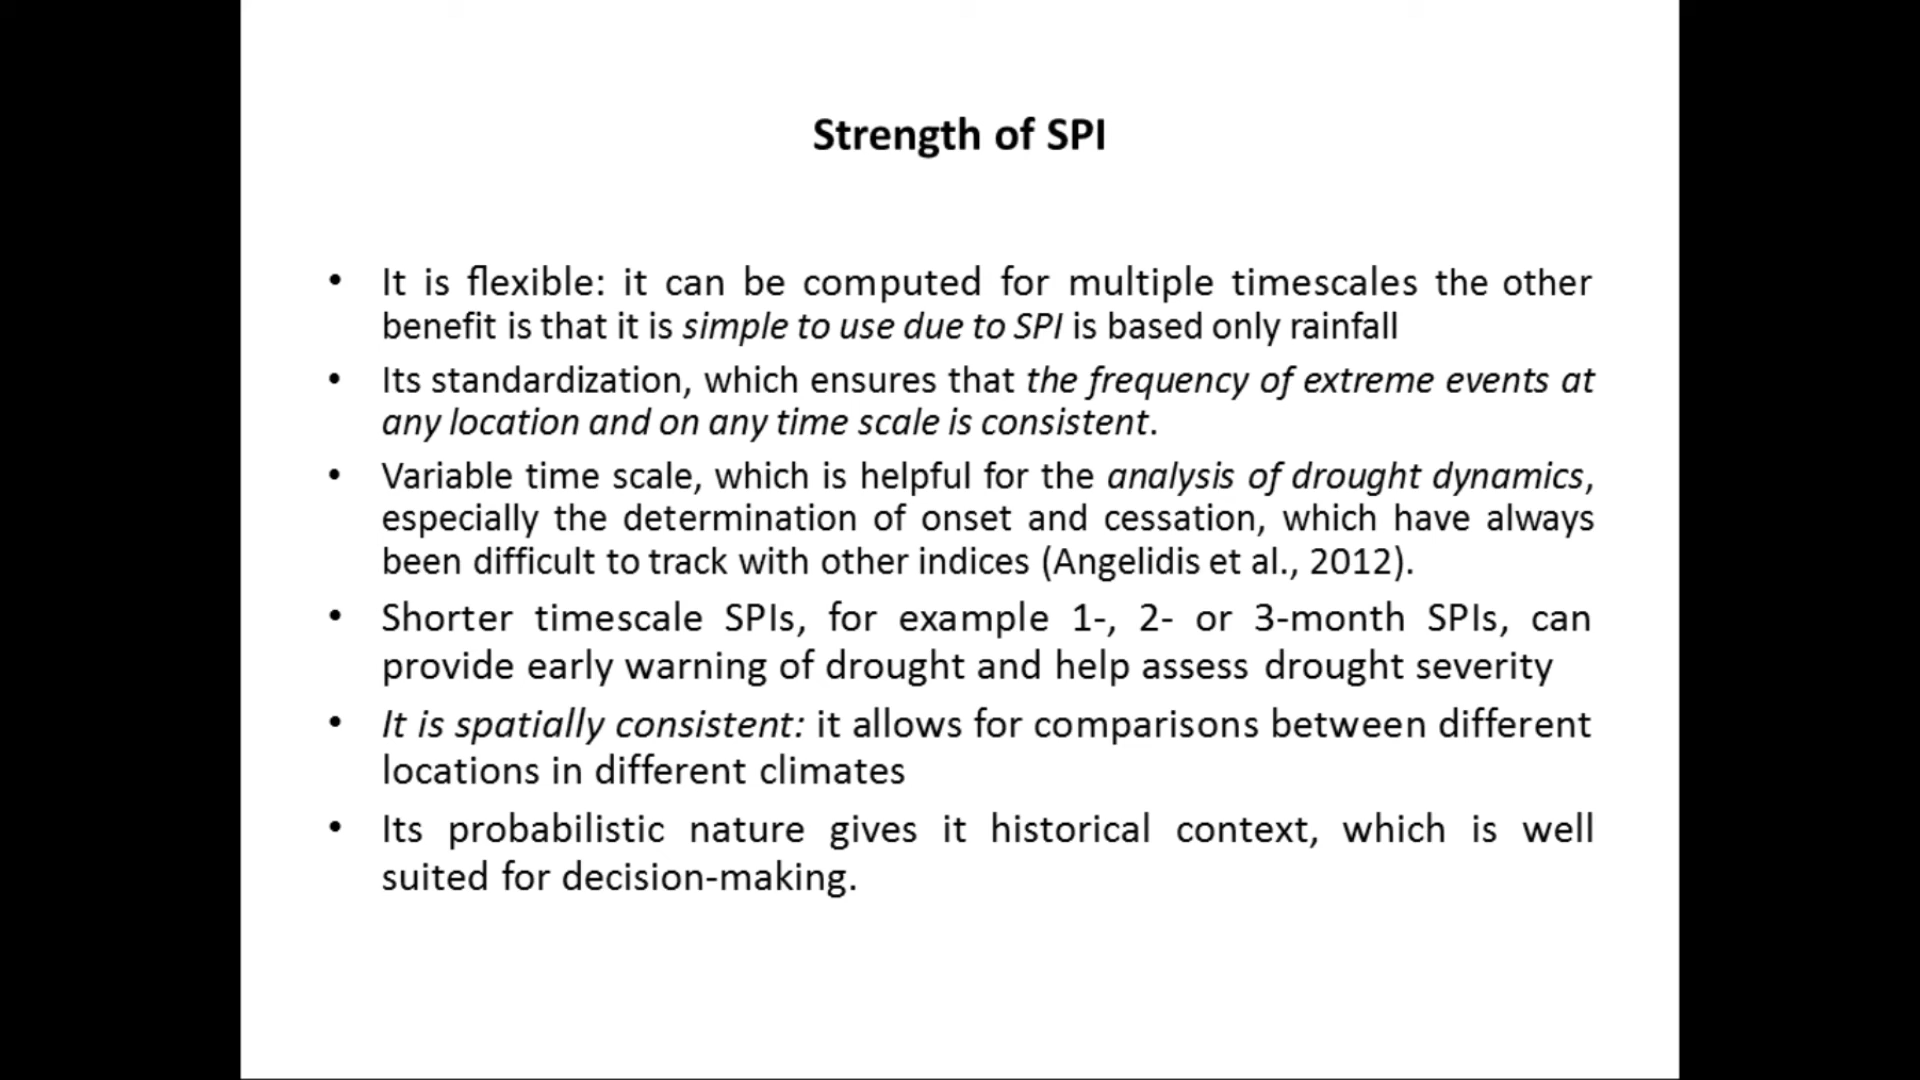 Strength of SPI
• It is flexible: it can be computed for multiple timescales the other
benefit is that it is simple to use due to SPI is based only rainfall
• Its standardization, which ensures that the frequency of extreme events at
any location and on any time scale is consistent.
• Variable time scale, which is helpful for the analysis of drought dynamics,
especially the determination of onset and cessation, which have always
been difficult to track with other indices (Angelidis et al., 2012).
• Shorter timescale SPIs, for example 1-, 2- or 3-month SPIs, can
provide early warning of drought and help assess drought severity
• It is spatially consistent: it allows for comparisons between different
locations in different climates
• Its probabilistic nature gives it historical context, which is well
suited for decision-making.